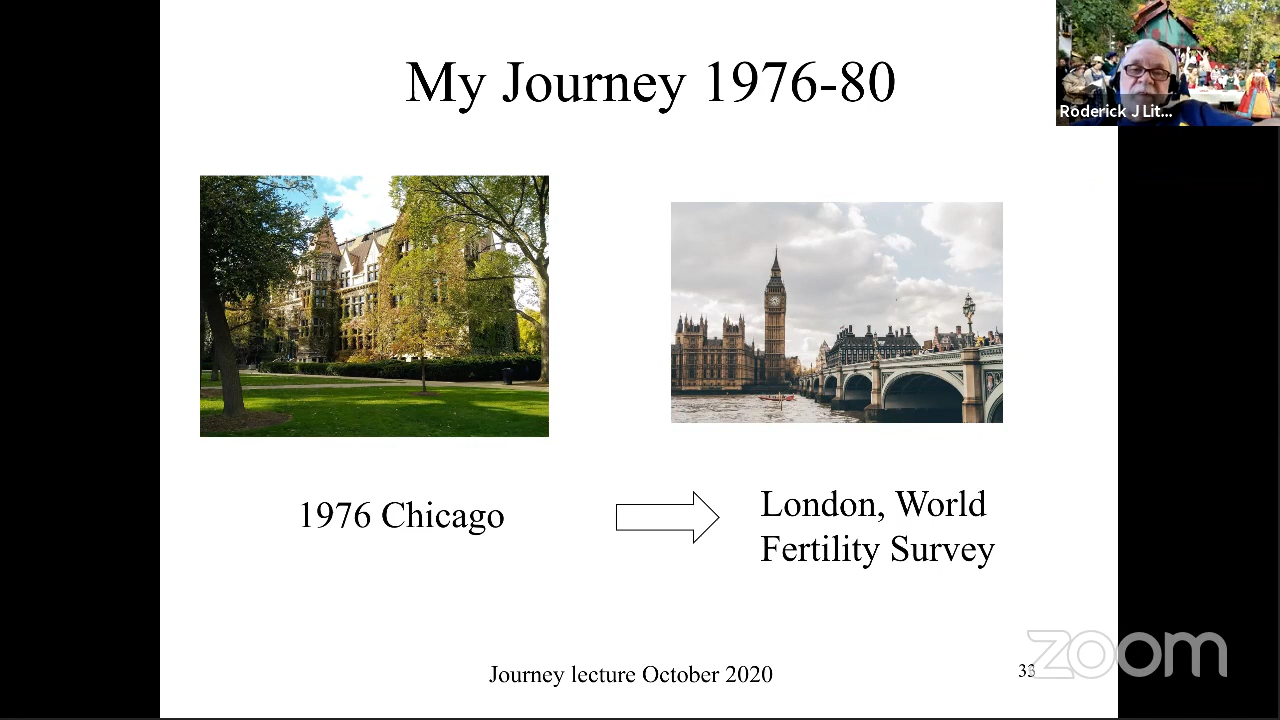 My Journey 1976-80
Roderick J Lit...
1976 Chicago
London, World
Fertility Survey
Journey lecture October 2020
33
zoom